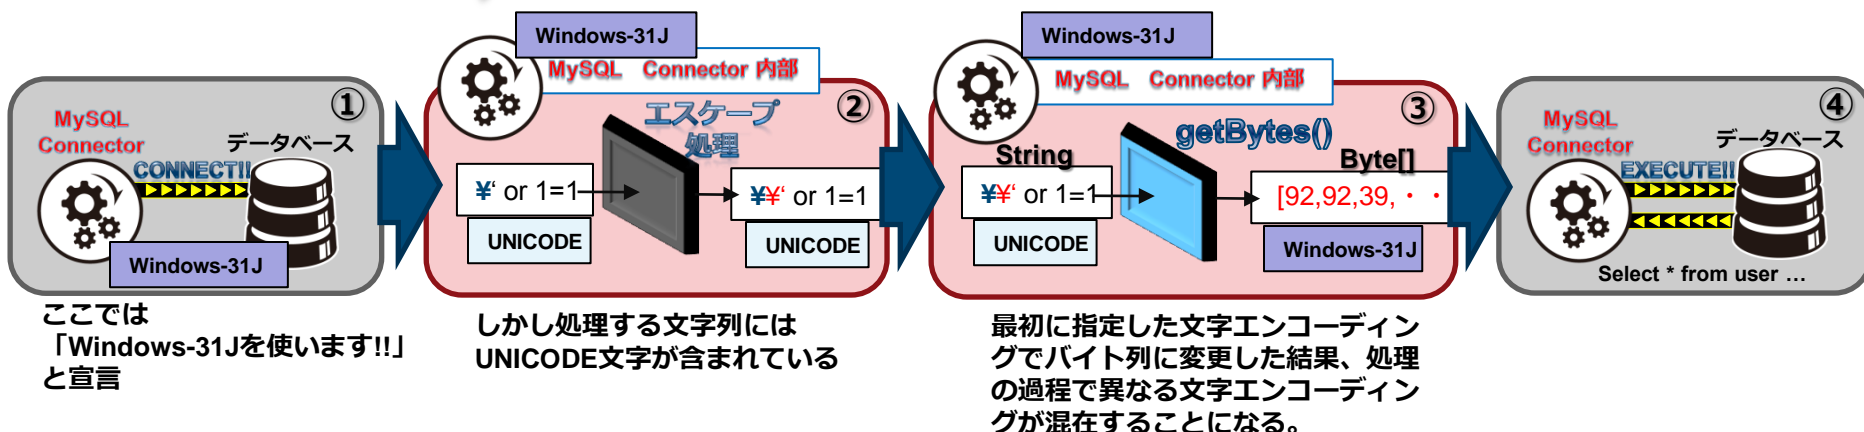 ①
MySQL
Connector
データベース
CONNECT!!
Windows-31J
ここでは
「Windows-31Jを使います!!」
と宣言
Windows-31J
MySQL Connector 内部
②
エスケープ
処理
¥‘ or 1=1
UNICODE
¥¥‘ or 1=1
UNICODE
しかし処理する文字列には
UNICODE文字が含まれている
Windows-31J
MySQL Connector 内部
③
getBytes()
String
¥¥‘ or 1=1
UNICODE
Byte[]
[92,92,39,・・
Windows-31J
最初に指定した文字エンコーディン
グでバイト列に変更した結果、処理
の過程で異なる文字エンコーディン
グが混在することになる。
④
MySQL
Connector
データベース
EXECUTE!!
Select * from user …